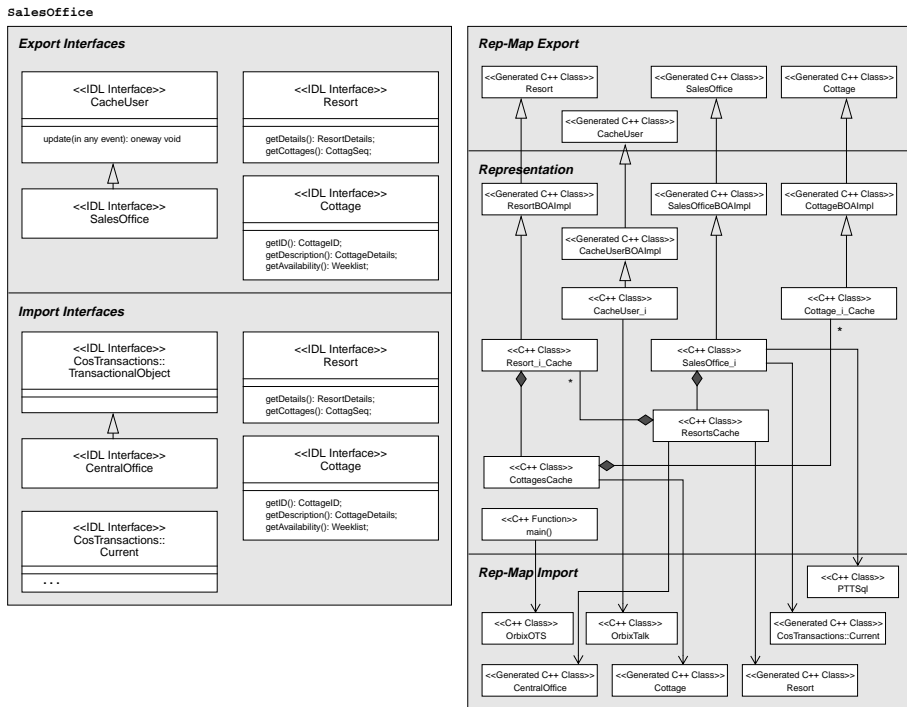 SalesOffice
Export Interfaces
<<IDL Interface>>
CacheUser
update(in any event): oneway void
<<IDL Interface>>
SalesOffice
<<IDL Interface>>
Resort
getDetails(): ResortDetails;
getCottages(): CottagSeq;
<<IDL Interface>>
Cottage
getID(): CottageID;
getDescription(): CottageDetails;
getAvailability(): Weeklist;
Import Interfaces
<<IDL Interface>>
CosTransactions::
TransactionalObject
<<IDL Interface>>
CentralOffice
<<IDL Interface>>
CosTransactions::
Current
...
<<IDL Interface>>
Resort
getDetails(): ResortDetails;
getCottages(): CottagSeq;
<<IDL Interface>>
Cottage
getID(): CottageID;
getDescription(): CottageDetails;
getAvailability(): Weeklist;
Rep-Map Export
<<Generated C++ Class>>
Resort
<<Generated C++ Class>>
SalesOffice
<<Generated C++ Class>>
Cottage
<<Generated C++ Class>>
CacheUser
Representation
<<Generated C++ Class>>
ResortBOAImpl
<<Generated C++ Class>>
SalesOfficeBOAImpl
<<Generated C++ Class>>
CottageBOAImpl
<<Generated C++ Class>>
CacheUserBOAImpl
<<C++ Class>>
CacheUser_i
<<C++ Class>>
Cottage_i_Cache
*
<<C++ Class>>
Resort_i_Cache
*
<<C++ Class>>
SalesOffice_i
<<C++ Class>>
ResortsCache
<<C++ Class>>
CottagesCache
<<C++ Function>>
main()
Rep-Map Import
<<C++ Class>>
PTTSql
<<C++ Class>>
OrbixOTS
<<C++ Class>>
OrbixTalk
<<Generated C++ Class>>
CosTransactions::Current
<<Generated C++ Class>>
CentralOffice
<<Generated C++ Class>>
Cottage
<<Generated C++ Class>>
Resort